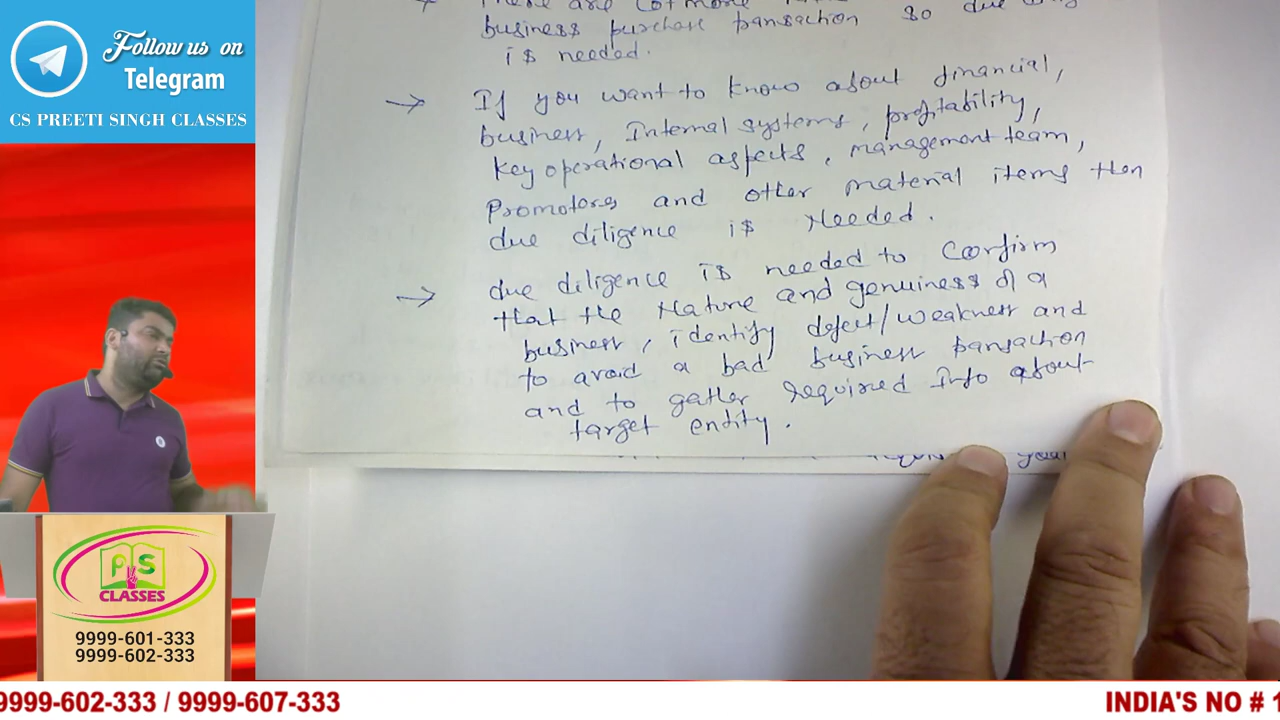 Follow us on
Telegram
CS PREETI SINGH CLASSES
There are
business purchase transaction so due
is needed.
→ If you want to know about financial,
business, Internal systems, profitability,
key operational aspects, management team,
Promotors and other material items then
due diligence is Needed.
→ due diligence is needed to Confirm
that the Nature and genuiness of a
business, identify defect/weakness and
to avoid a bad business transaction
and to gather required Info about
target entity.
PS
CLASSES
9999-601-333
9999-602-333
9999-602-333 / 9999-607-333
INDIA'S NO # 1